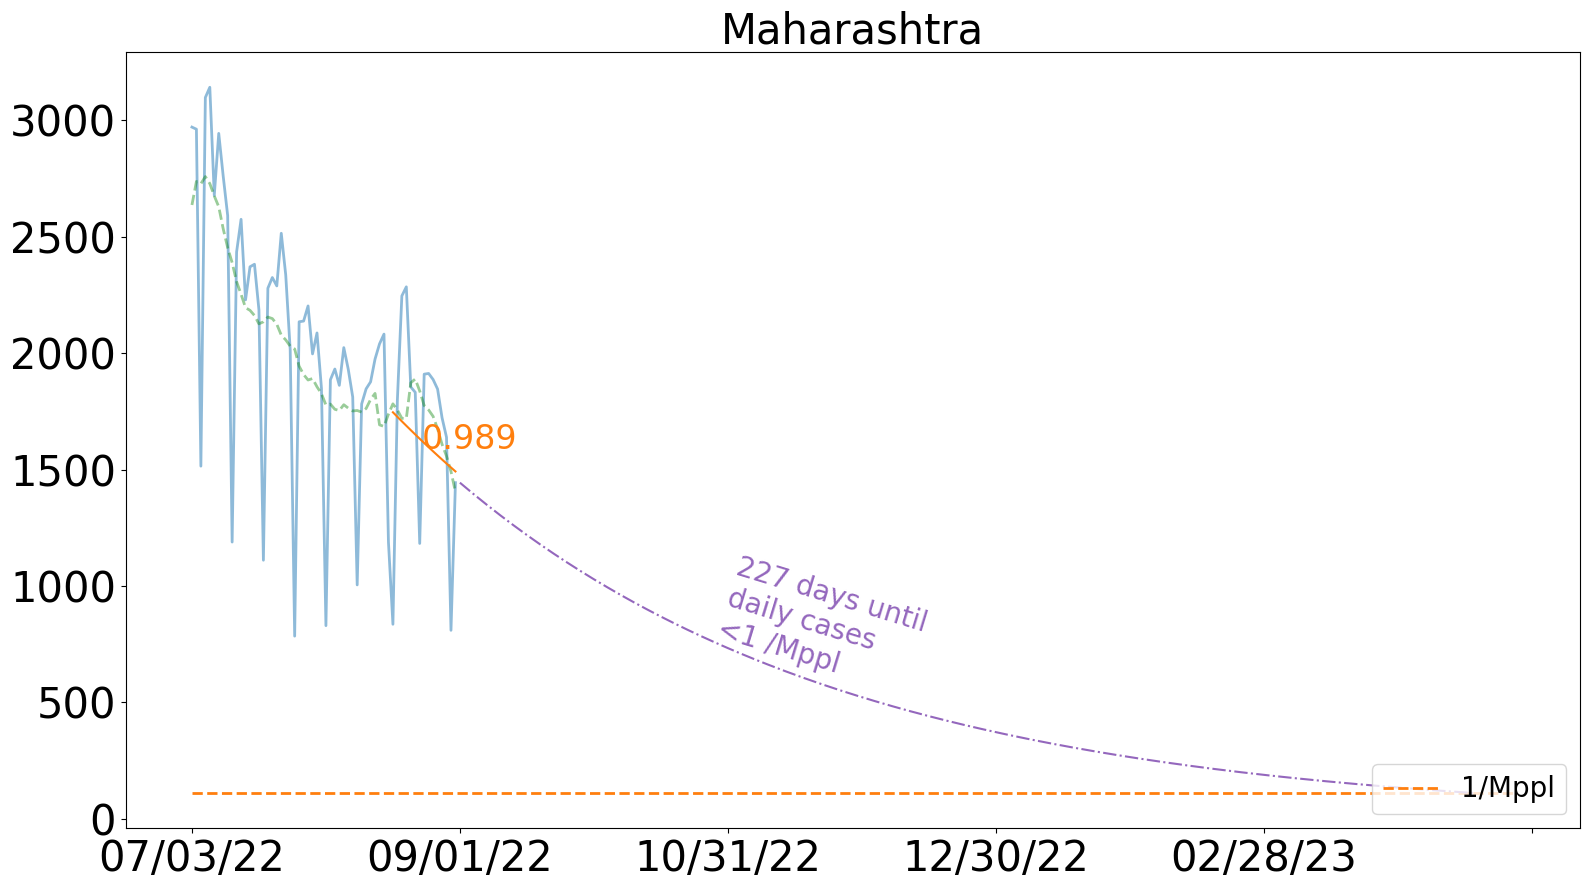 Maharashtra
3000
2500
2000
1500
1000
500
0
0.989
227 days until
daily cases
<1 /Mppl
1/Mppl
07/03/22 09/01/22 10/31/22 12/30/22 02/28/23